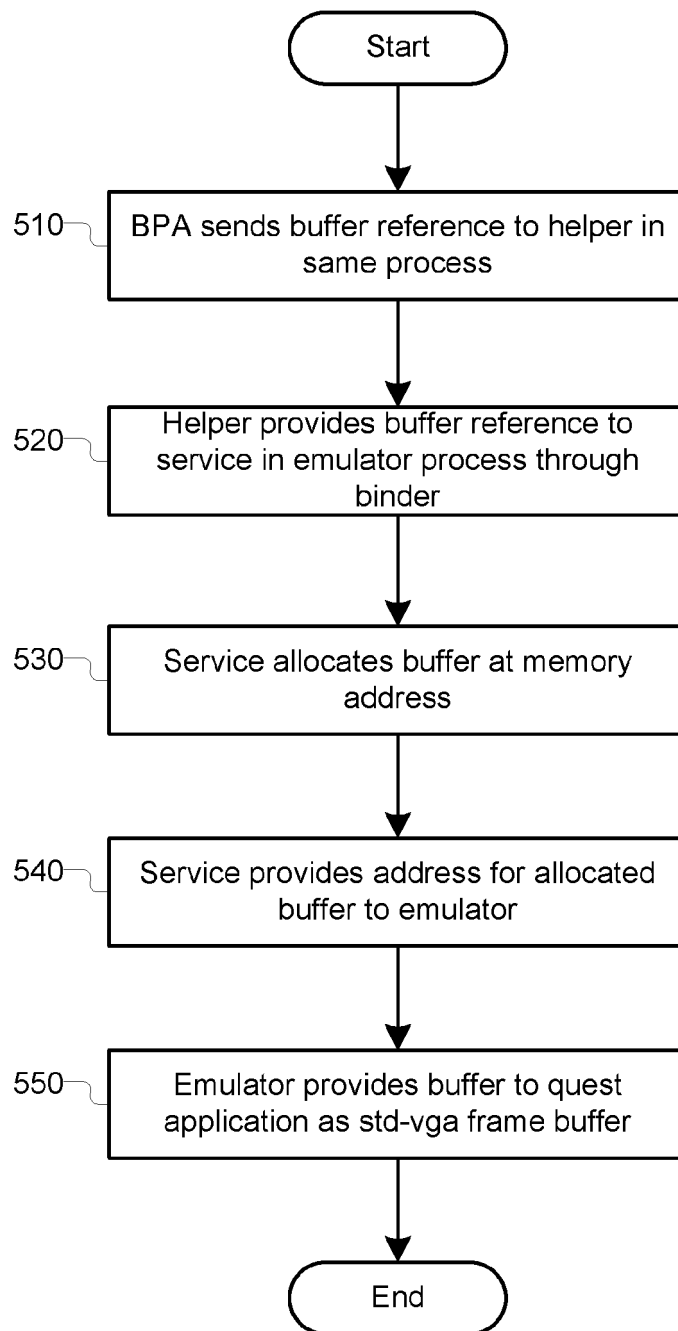 Start
510
BPA sends buffer reference to helper in
same process
520
Helper provides buffer reference to
service in emulator process through
binder
530
Service allocates buffer at memory
address
540
Service provides address for allocated
buffer to emulator
550
Emulator provides buffer to quest
application as std-vga frame buffer
End